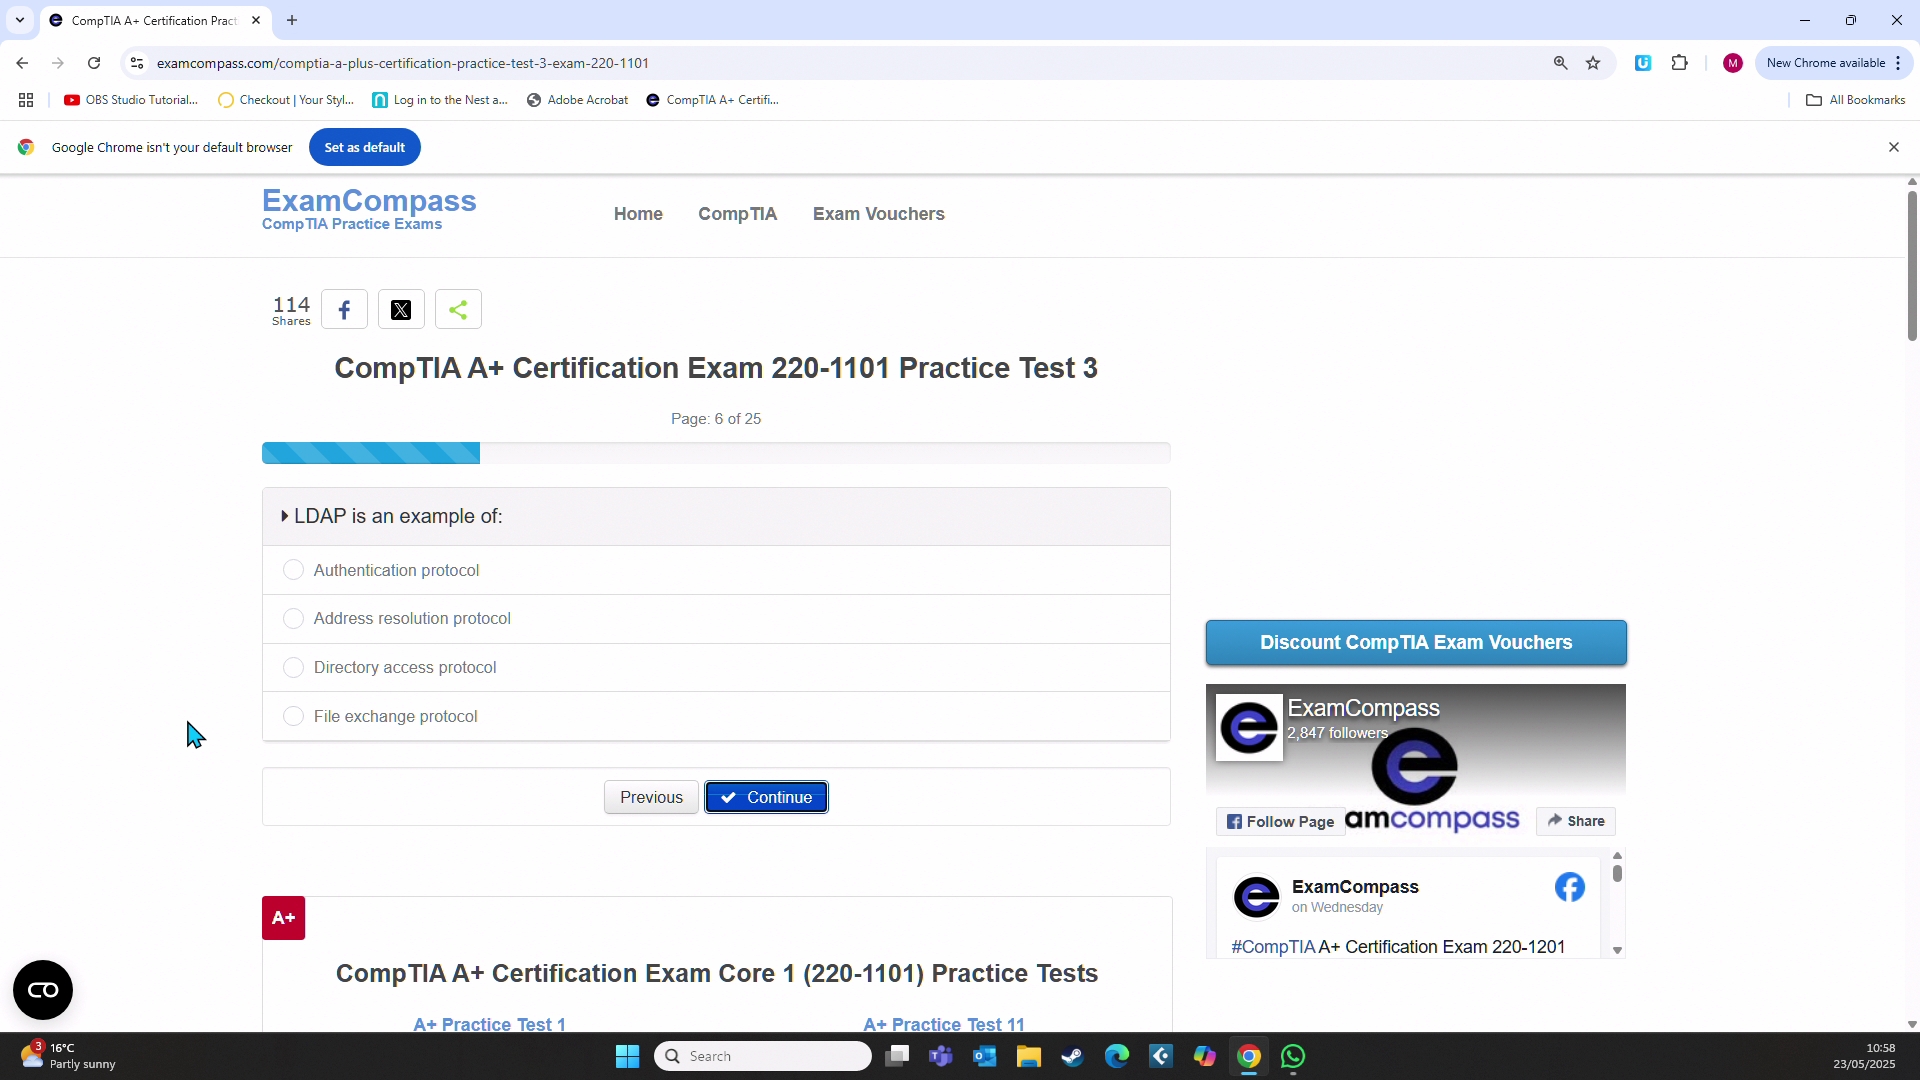 CompTIA A+ Certification Pract
examcompass.com/comptia-a-plus-certification-practice-test-3-exam-220-1101
M
New Chrome available
OBS Studio Tutorial...
Checkout | Your Styl...
Log in to the Nest a...
Adobe Acrobat
CompTIA A+ Certifi...
All Bookmarks
Google Chrome isn't your default browser
Set as default
ExamCompass
CompTIA Practice Exams
Home
CompTIA
Exam Vouchers
114
Shares
CompTIA A+ Certification Exam 220-1101 Practice Test 3
Page: 6 of 25
LDAP is an example of:
Authentication protocol
Address resolution protocol
Directory access protocol
File exchange protocol
Previous
Continue
Discount CompTIA Exam Vouchers
ExamCompass
2,847 followers
Follow Page
amcompass
Share
ExamCompass
on Wednesday
#CompTIA A+ Certification Exam 220-1201
A+
CompTIA A+ Certification Exam Core 1 (220-1101) Practice Tests
A+ Practice Test 1
A+ Practice Test 11
3
16°C
Partly sunny
Search
10:58
23/05/2025